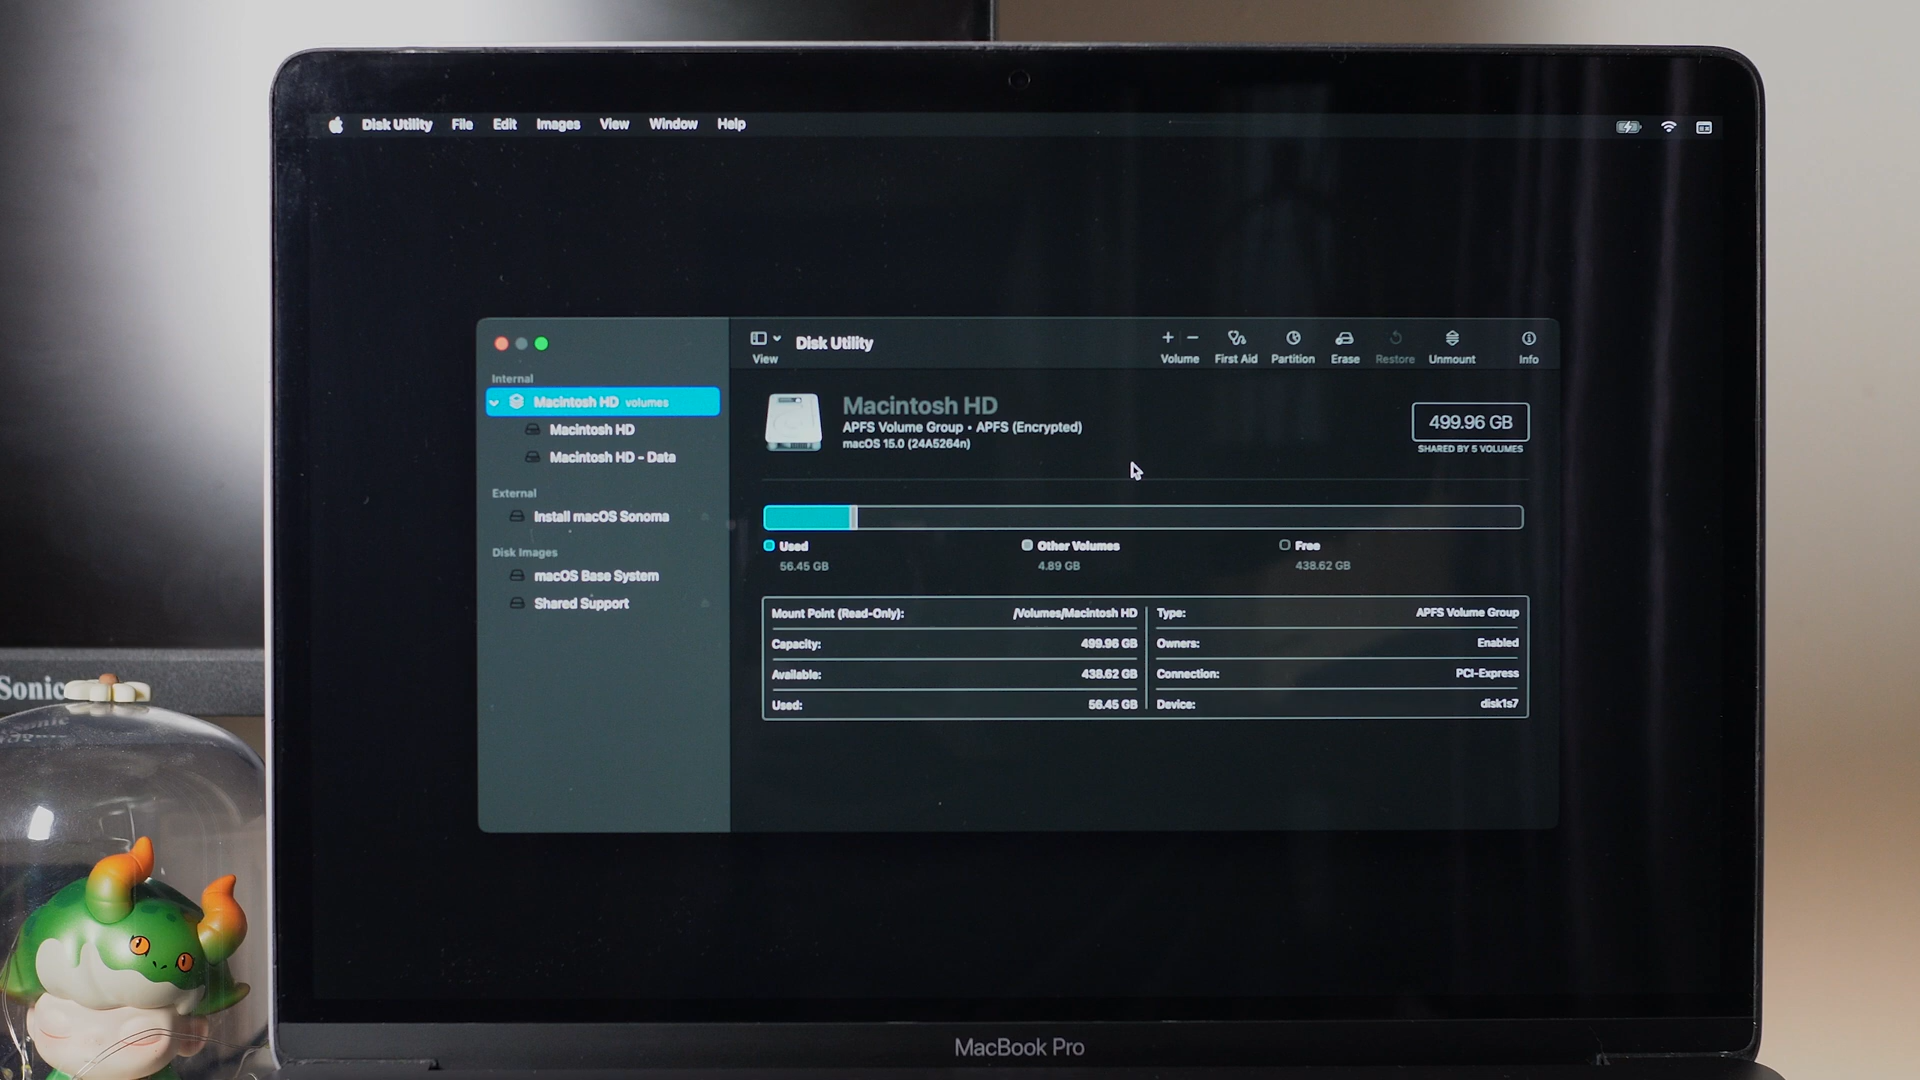 Disk Utility File Edit Images View Window Help
View Disk Utility Volume First Aid Partition Erase Restore Unmount Info
Internal
Macintosh HD volumes
Macintosh HD
Macintosh HD - Data
External
Install macOS Sonoma
Disk Images
macOS Base System
Shared Support
Macintosh HD
APFS Volume Group • APFS (Encrypted)
macOS 15.0 (24A5264n)
499.96 GB
SHARED BY 5 VOLUMES
Used
56.45 GB
Other Volumes
4.89 GB
Free
438.62 GB
Mount Point (Read-Only): /Volumes/Macintosh HD
Capacity: 499.96 GB
Available: 438.62 GB
Used: 56.45 GB
Type: APFS Volume Group
Owners: Enabled
Connection: PCI-Express
Device: disk1s7
Sonic
MacBook Pro